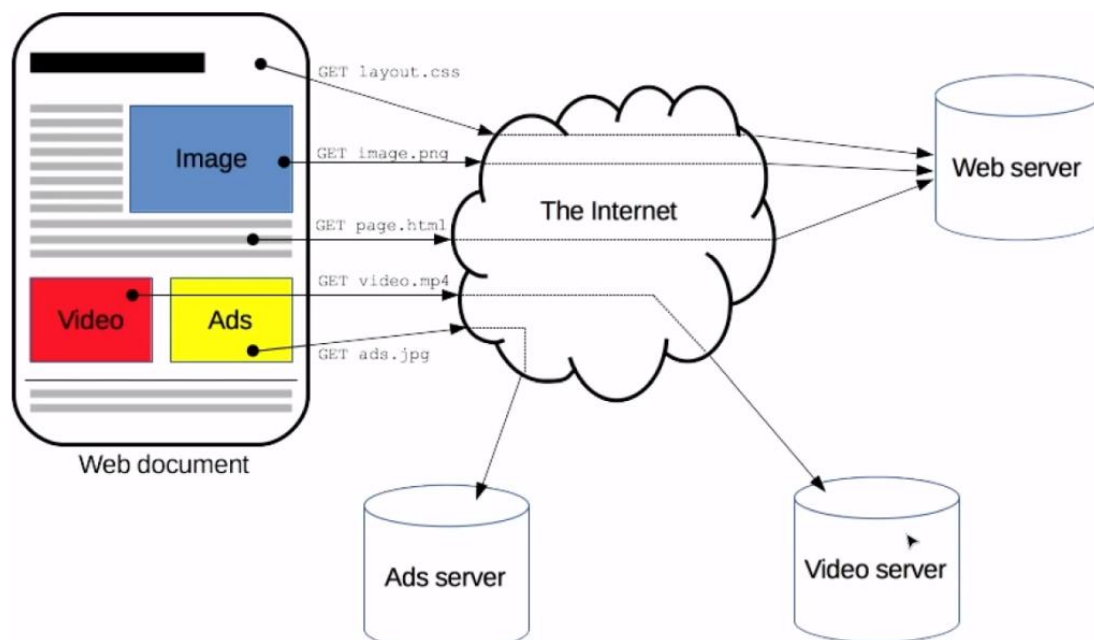 GET layout.css
Image
GET image.png
Web server
The Internet
GET page.html
GET video.mp4
Video
Ads
GET ads.jpg
Web document
Ads server
Video server